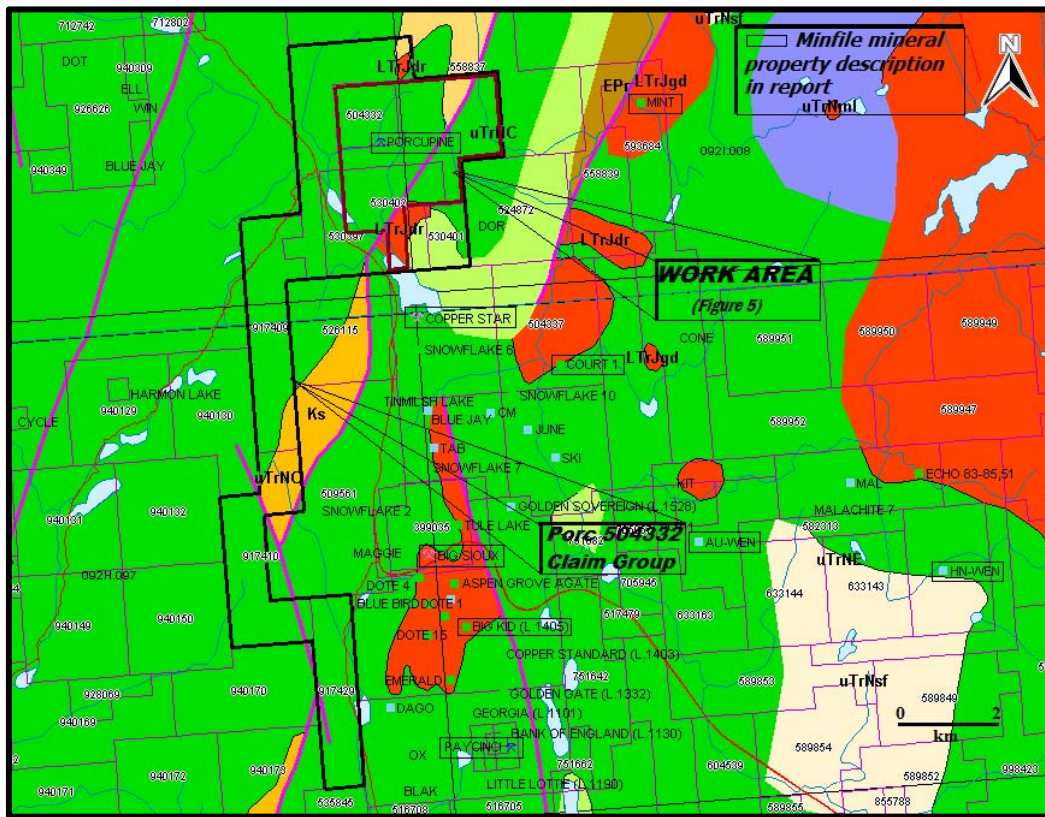 712742
712802
uTrNsf
DOT
940309
558837
LTrJdr
Minfile mineral
property description
in report
N
ELL
WIN
926626
EPr
LTrJgd
MINT
uTrNml
504332
uTrNC
PORCUPINE
593684
092I.008
BLUE JAY
940349
558839
530402
524872
LTrJdr
530397
530401
DOR
LTrJdr
WORK AREA
(Figure 5)
917409
526115
COPPER STAR
504337
CONE
589951
589950
589949
SNOWFLAKE 6
COURT 1
LTrJgd
HARMON LAKE
940129
940130
CYCLE
Ks
TINMILSH LAKE
BLUE JAY
CM
SNOWFLAKE 10
JUNE
589952
589947
TAB
SNOWFLAKE 7
SKI
uTrNC
KIT
MAL
ECHO 83-85,51
509561
SNOWFLAKE 2
GOLDEN SOVEREIGN (L.1528)
MALACHITE 7
940131
940132
399035
TULE LAKE
582313
917410
MAGGIE
BIG SIOUX
Porc 504332
Claim Group
AU-WEN
uTrNE
HN-WEN
092H.097
DOTE 4
ASPEN GROVE AGATE
705945
633144
633143
BLUE BIRD
DOTE 1
517479
633163
940149
940150
DOTE 15
BIG KID (L.1405)
COPPER STANDARD (L.1403)
928069
940170
917429
EMERALD
751642
589853
uTrNsf
589849
940169
DAGO
GOLDEN GATE (L.1332)
GEORGIA (L.1101)
BANK OF ENGLAND (L.1130)
0 2
km
OX
PAYCINCI
589854
940172
940173
751662
604539
589852
998423
940171
535845
BLAK
LITTLE LOTTIE (L.1190)
516708
516705
589855
855788